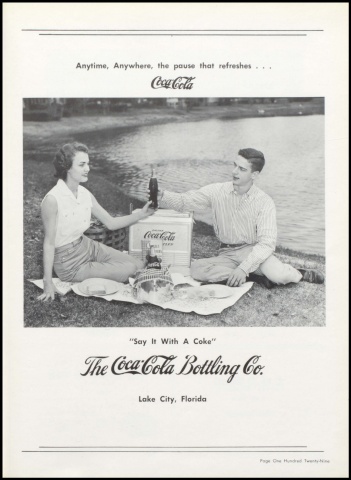 Anytime, Anywhere, the pause that refreshes . . .
Coca-Cola
Coca-Cola
"Say It With A Coke"
The Coca-Cola Bottling Co.
Lake City, Florida
Page One Hundred Twenty-Nine